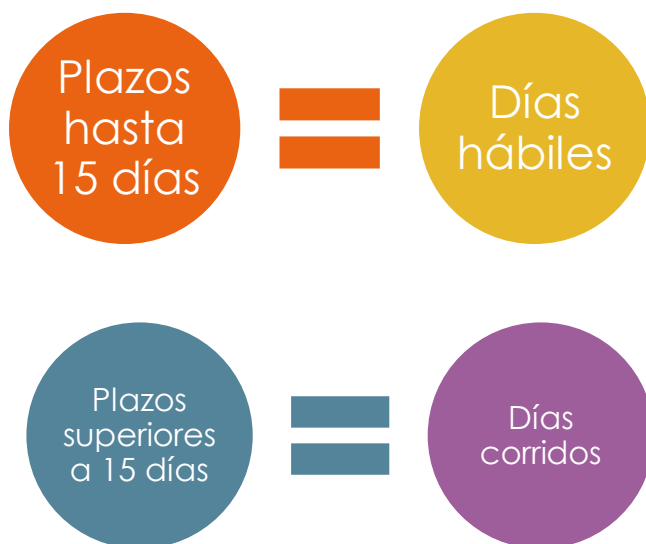 Plazos
hasta
15 días
Días
hábiles
Plazos
superiores
a 15 días
Días
corridos